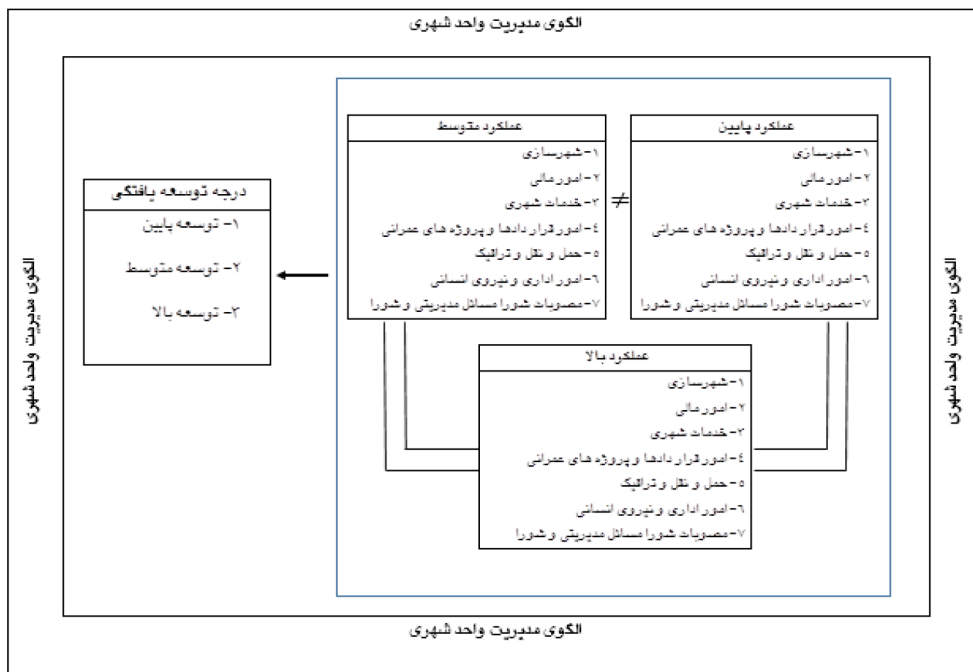 الگوی مدیریت واحد شهری
الگوی مدیریت واحد شهری
عملکرد پایین
۱-شهرسازی
۲-امور مالی
۳-خدمات شهری
۴-امور قرار دادها و پروژه های عمرانی
۵-حمل و نقل و ترافیک
۶-امور اداری و نیروی انسانی
۷-مصوبات شورا مسائل مدیریتی و شورا
≠
عملکرد متوسط
۱-شهرسازی
۲-امور مالی
۳-خدمات شهری
۴-امور قرار دادها و پروژه های عمرانی
۵-حمل و نقل و ترافیک
۶-امور اداری و نیروی انسانی
۷-مصوبات شورا مسائل مدیریتی و شورا
عملکرد بالا
۱-شهرسازی
۲-امور مالی
۳-خدمات شهری
۴-امور قرار دادها و پروژه های عمرانی
۵-حمل و نقل و ترافیک
۶-امور اداری و نیروی انسانی
۷-مصوبات شورا مسائل مدیریتی و شورا
درجه توسعه یافتگی
۱- توسعه پایین
۲- توسعه متوسط
۳- توسعه بالا
الگوی مدیریت واحد شهری
الگوی مدیریت واحد شهری